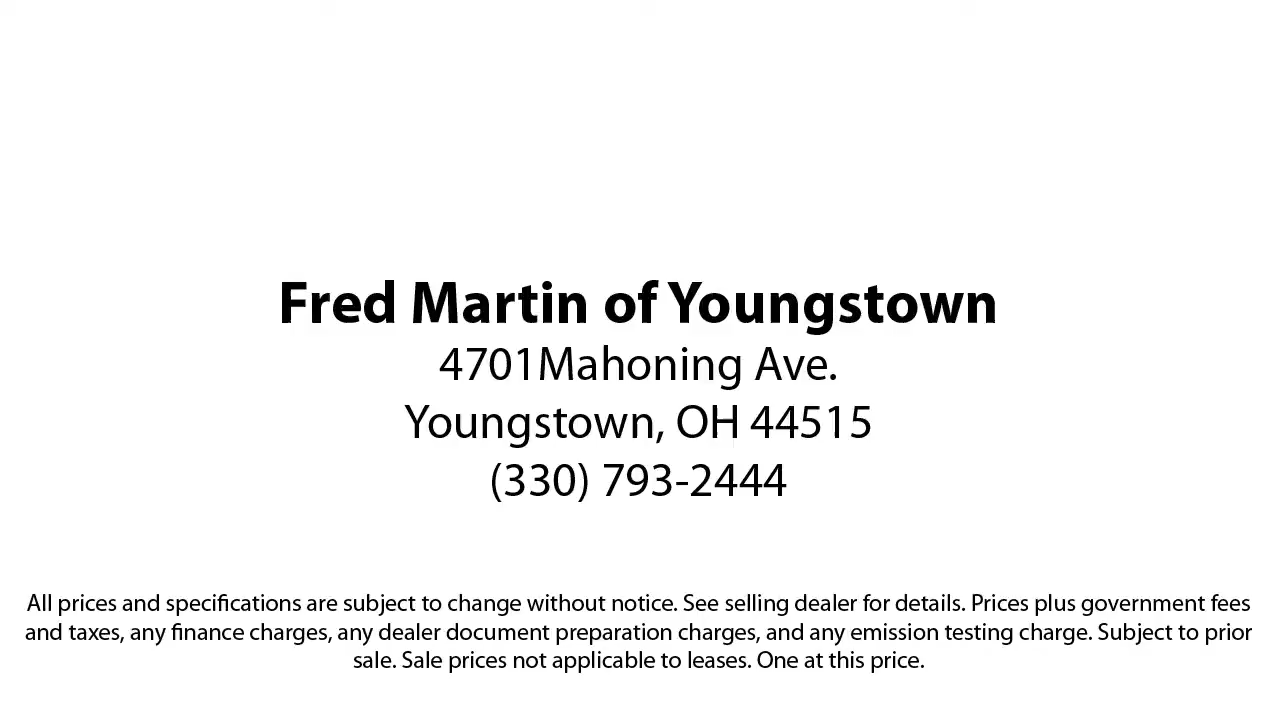 Fred Martin of Youngstown
4701Mahoning Ave.
Youngstown, OH 44515
(330) 793-2444
All prices and specifications are subject to change without notice. See selling dealer for details. Prices plus government fees
and taxes, any finance charges, any dealer document preparation charges, and any emission testing charge. Subject to prior
sale. Sale prices not applicable to leases. One at this price.